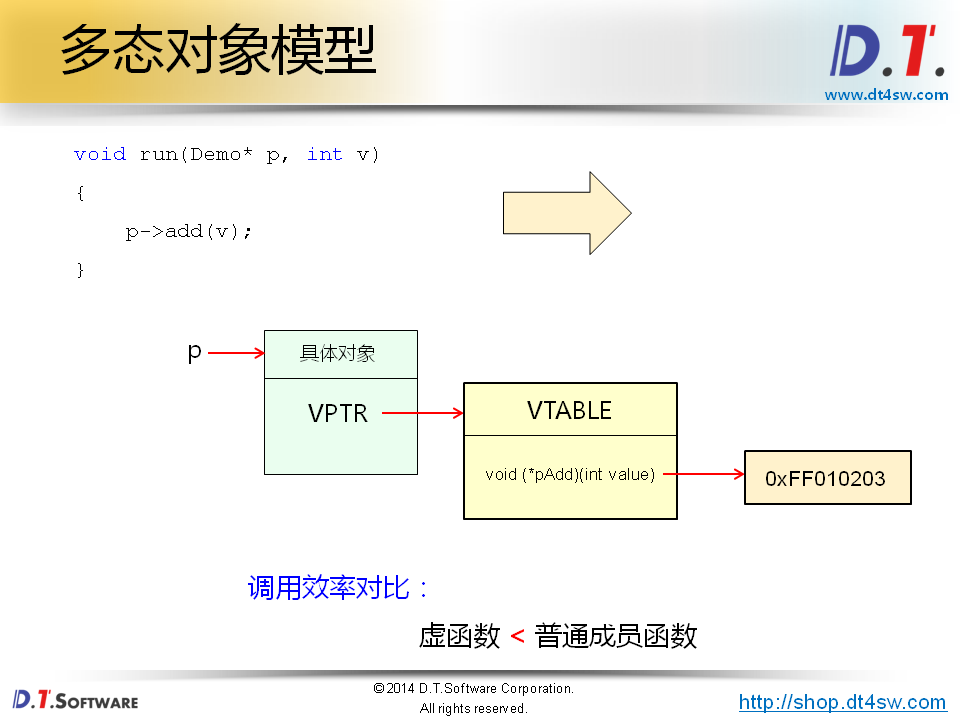 多态对象模型
D.T.
www.dt4sw.com
void run(Demo* p, int v)
{
    p->add(v);
}
p
具体对象
VPTR
VTABLE
void (*pAdd)(int value)
0xFF010203
调用效率对比：
虚函数 < 普通成员函数
D.T.SOFTWARE
©2014 D.T.Software Corporation.
All rights reserved.
http://shop.dt4sw.com